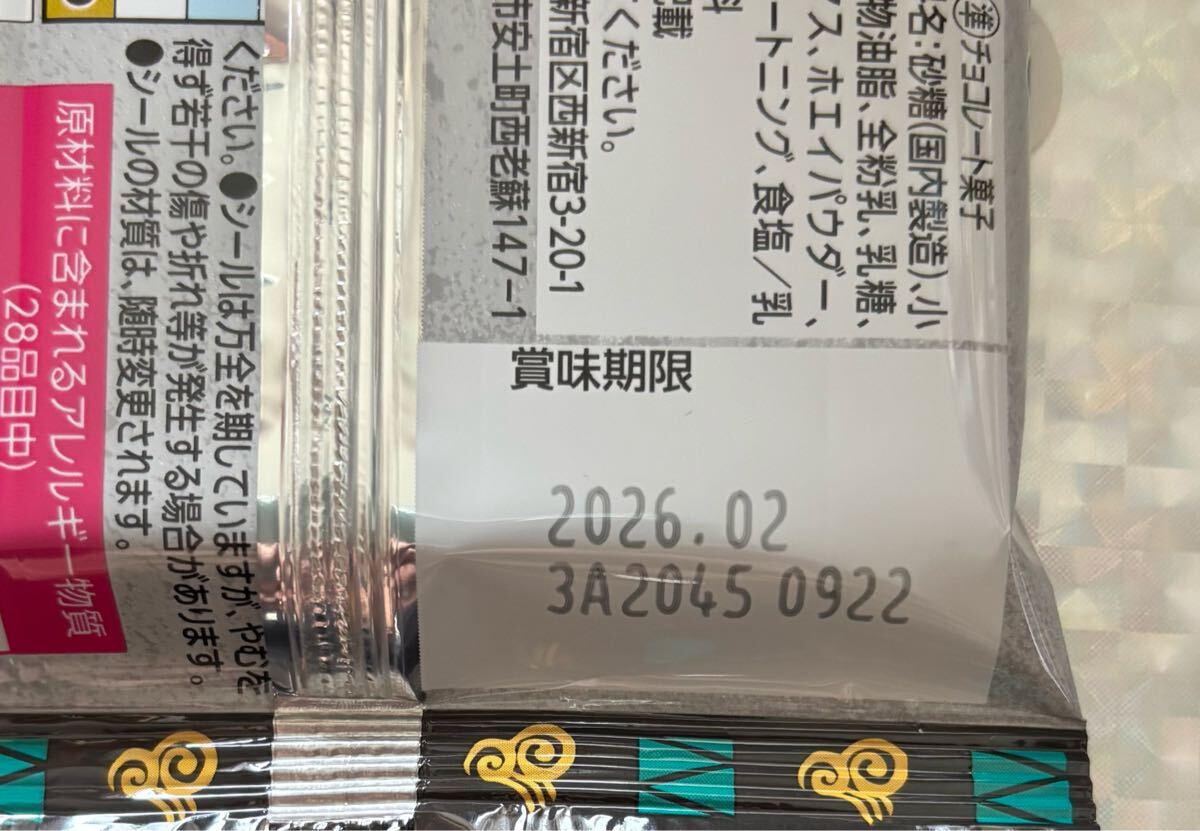 ㊗チョコレート菓子
名:砂糖(国内製造)、小
物油脂、全粉乳、乳糖、
ス、ホエイパウダー、
ートニング、食塩/乳
料
記載
ください。
新宿区西新宿3-20-1
市安土町西老蘇147-1
賞味期限
2026.02
3A2045 0922
ください。●シールは万全を期していますが、やむを
得ず若干の傷や折れ等が発生する場合があります。
●シールの材質は、随時変更されます。
原材料に含まれるアレルギー物質
(28品目中)